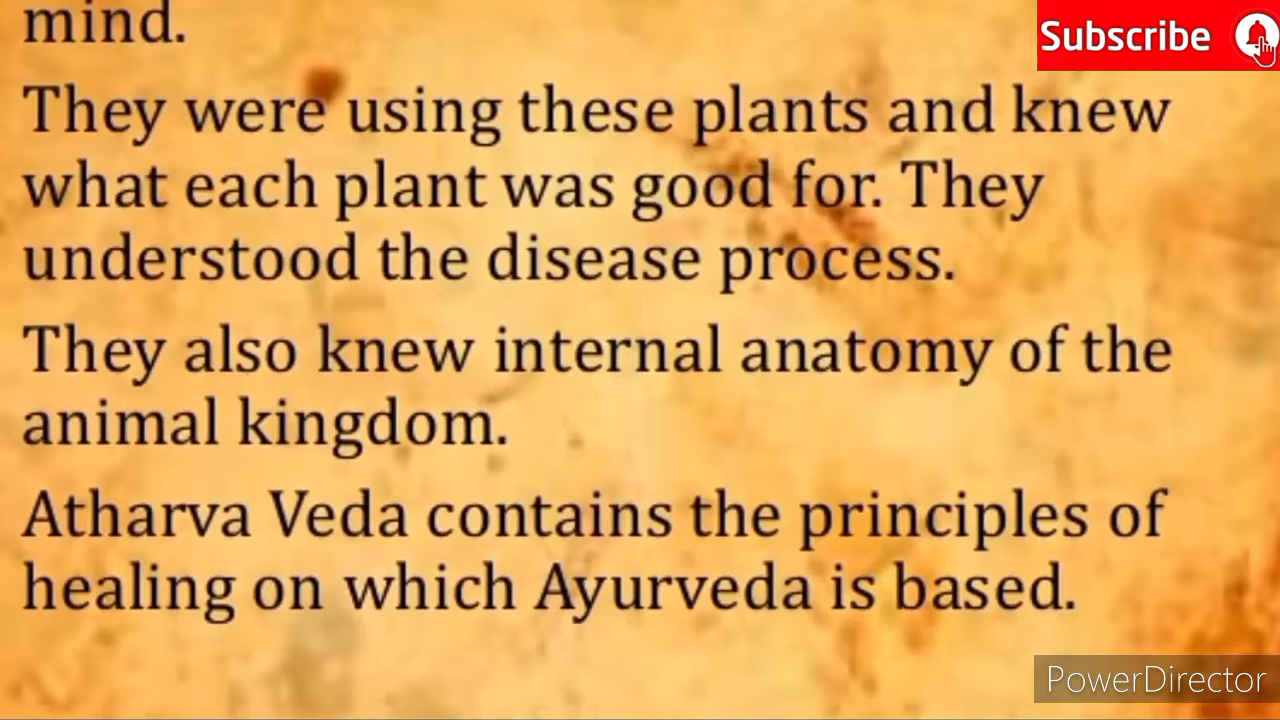 mind.
Subscribe
They were using these plants and knew
what each plant was good for. They
understood the disease process.
They also knew internal anatomy of the
animal kingdom.
Atharva Veda contains the principles of
healing on which Ayurveda is based.
PowerDirector